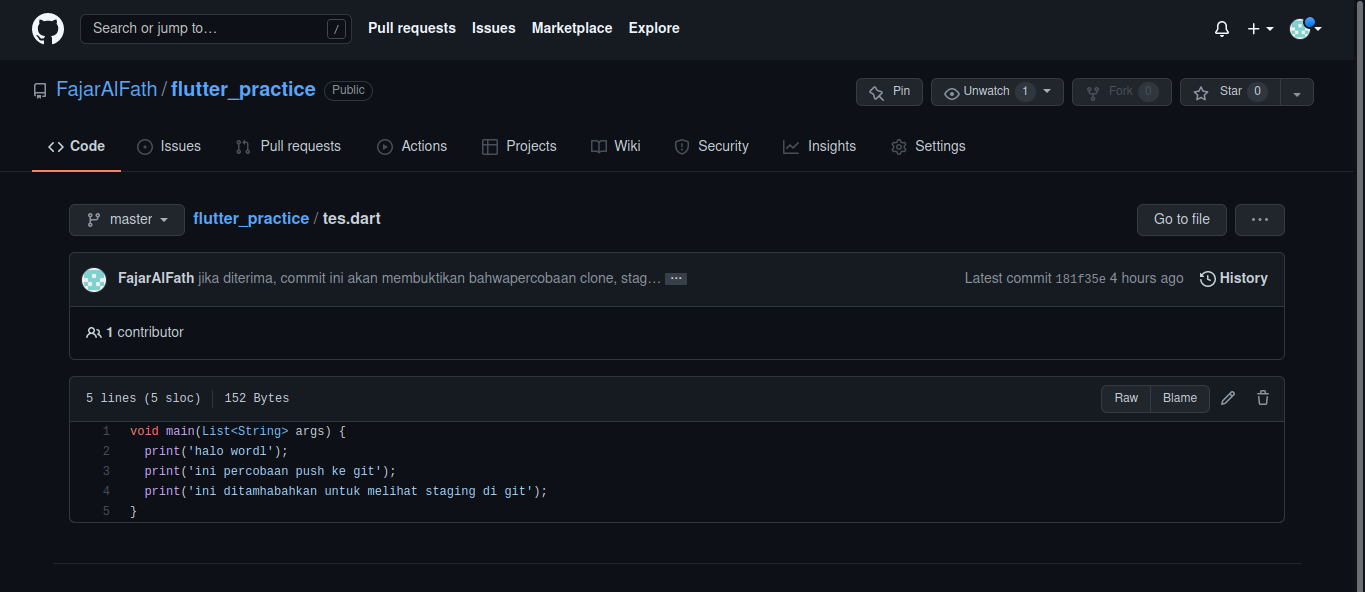 Search or jump to… / Pull requests Issues Marketplace Explore
FajarAlFath / flutter_practice Public Pin Unwatch 1 Fork 0 Star 0
Code Issues Pull requests Actions Projects Wiki Security Insights Settings
master flutter_practice / tes.dart Go to file ···
FajarAlFath jika diterima, commit ini akan membuktikan bahwapercobaan clone, stag… ··· Latest commit 181f35e 4 hours ago History
1 contributor
5 lines (5 sloc) 152 Bytes Raw Blame
1 void main(List<String> args) {
2 print('halo wordl');
3 print('ini percobaan push ke git');
4 print('ini ditamhabahkan untuk melihat staging di git');
5 }